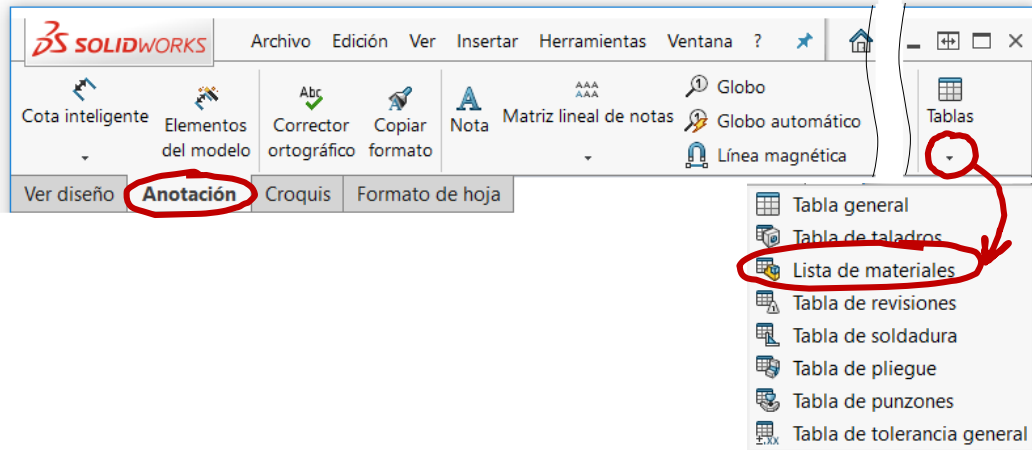 SOLIDWORKS Archivo Edición Ver Insertar Herramientas Ventana ?
Cota inteligente
Elementos
del modelo
Abc
Corrector
ortográfico
Copiar
formato
A
Nota
AAA
AAA
Matriz lineal de notas
1 Globo
1 Globo automático
Línea magnética
Tablas
Ver diseño Anotación Croquis Formato de hoja
Tabla general
Tabla de taladros
Lista de materiales
Tabla de revisiones
Tabla de soldadura
Tabla de pliegue
Tabla de punzones
±.xx Tabla de tolerancia general